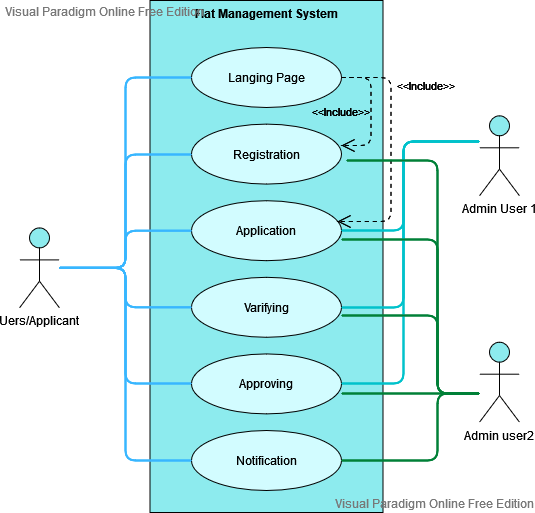 Visual Paradigm Online Free Edition
Flat Management System
Langing Page
<<Include>>
<<Include>>
Registration
Admin User 1
Application
Varifying
Uers/Applicant
Approving
Admin user2
Notification
Visual Paradigm Online Free Edition